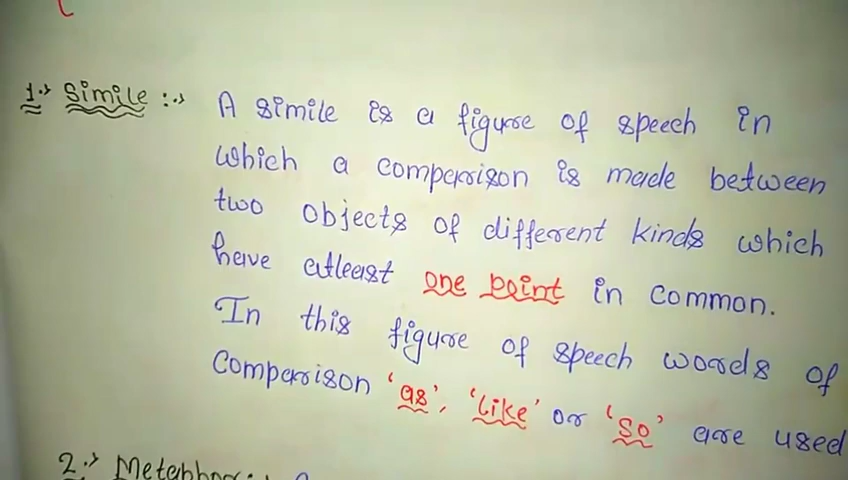 1.> Simile :->
A simile is a figure of speech in
which a comparison is made between
two objects of different kinds which
have atleast one point in common.
In this figure of speech words of
Comparison 'as', 'like' or 'so' are used
2.> Metaphor :